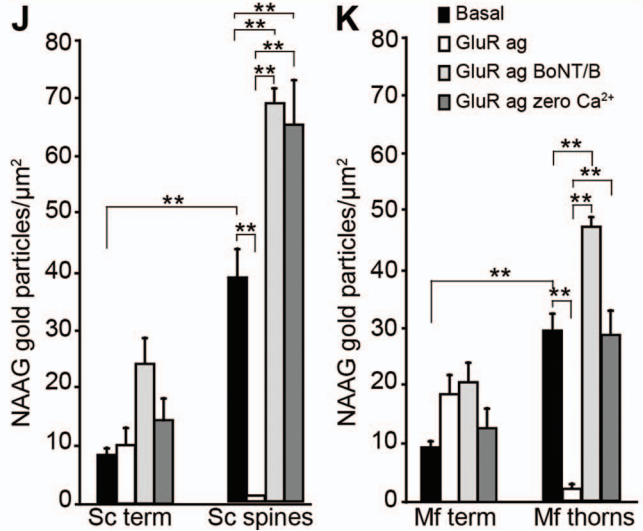 J
NAAG gold particles/µm²
80
70
60
50
40
30
20
10
0
**
**
**
**
**
**
Sc term
Sc spines
K
Basal
GluR ag
GluR ag BoNT/B
GluR ag zero Ca²⁺
NAAG gold particles/µm²
80
70
60
50
40
30
20
10
0
**
**
**
**
**
Mf term
Mf thorns